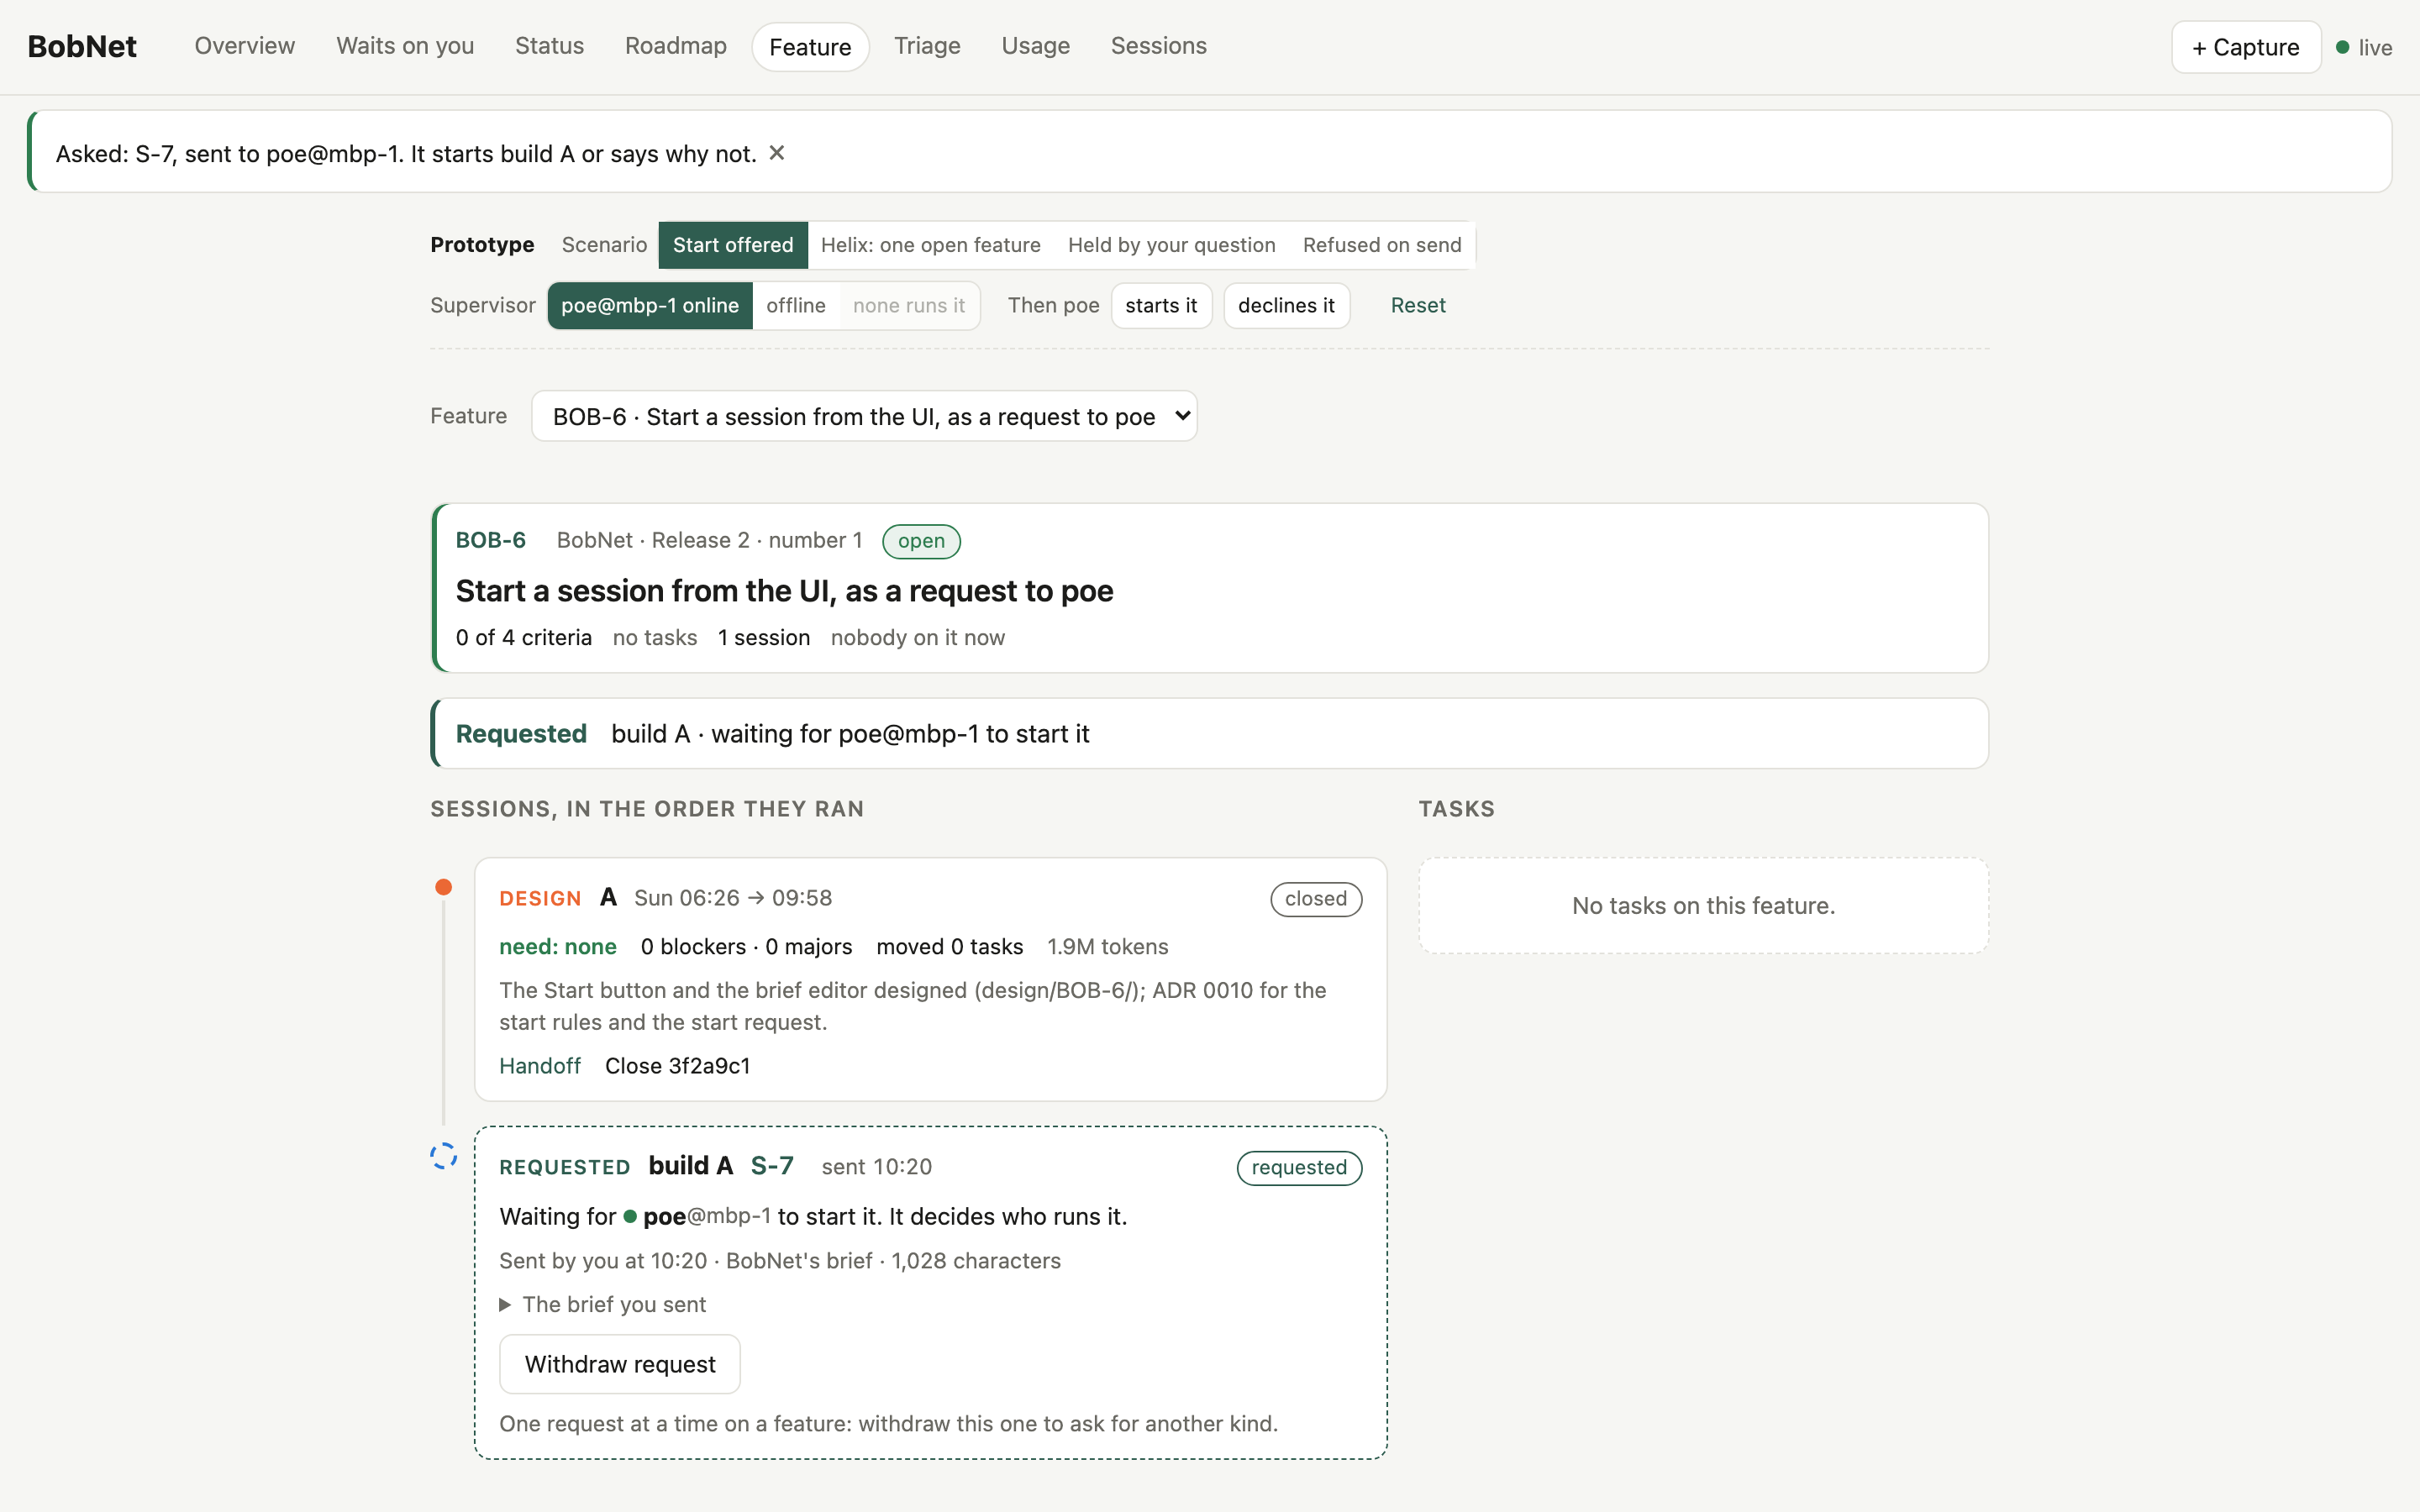 BobNet Overview Waits on you Status Roadmap Feature Triage Usage Sessions + Capture live
Asked: S-7, sent to poe@mbp-1. It starts build A or says why not. ✕
Prototype Scenario Start offered Helix: one open feature Held by your question Refused on send
Supervisor poe@mbp-1 online offline none runs it Then poe starts it declines it Reset
Feature BOB-6 · Start a session from the UI, as a request to poe
BOB-6 BobNet · Release 2 · number 1 open
Start a session from the UI, as a request to poe
0 of 4 criteria no tasks 1 session nobody on it now
Requested build A · waiting for poe@mbp-1 to start it
SESSIONS, IN THE ORDER THEY RAN
TASKS
DESIGN A Sun 06:26 → 09:58 closed
need: none 0 blockers · 0 majors moved 0 tasks 1.9M tokens
The Start button and the brief editor designed (design/BOB-6/); ADR 0010 for the
start rules and the start request.
Handoff Close 3f2a9c1
No tasks on this feature.
REQUESTED build A S-7 sent 10:20 requested
Waiting for poe@mbp-1 to start it. It decides who runs it.
Sent by you at 10:20 · BobNet's brief · 1,028 characters
▶ The brief you sent
Withdraw request
One request at a time on a feature: withdraw this one to ask for another kind.